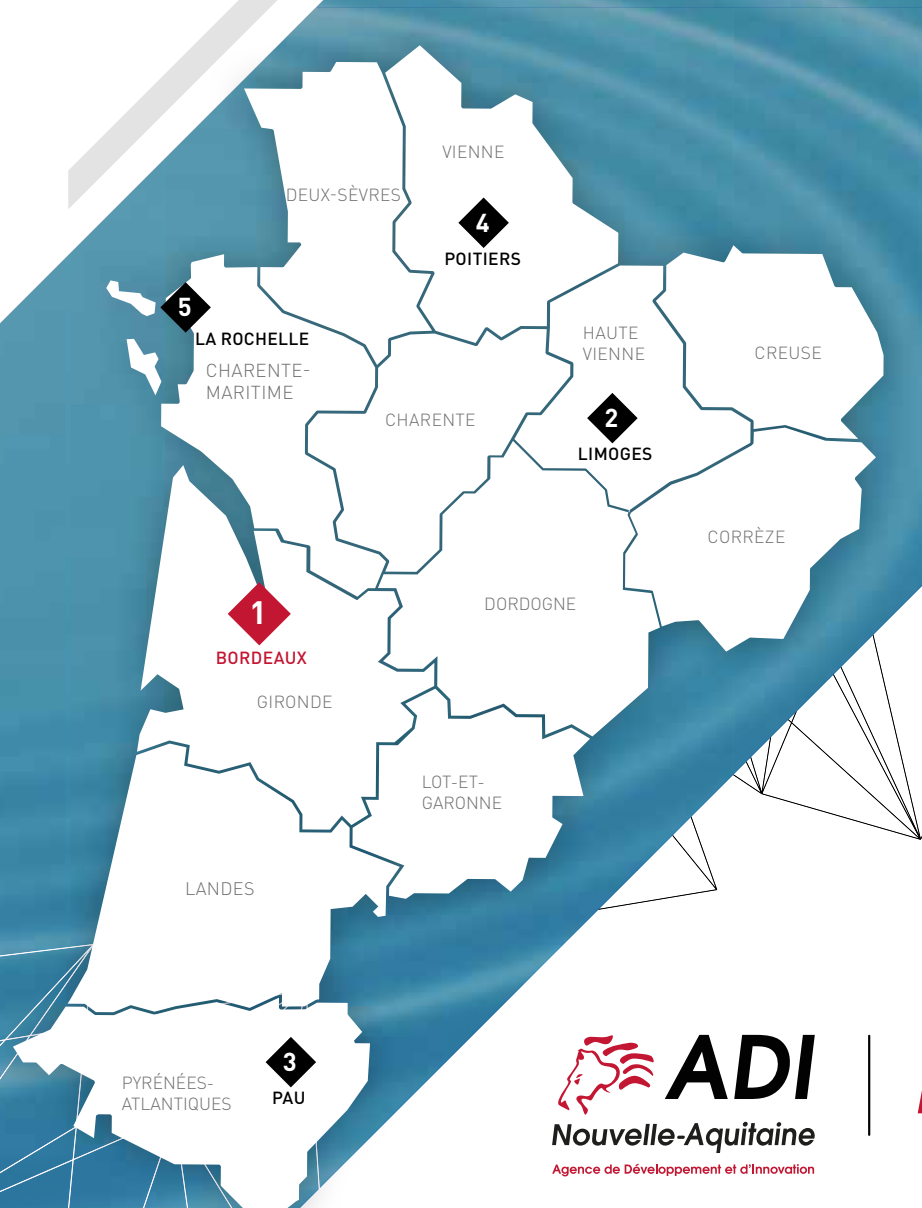 VIENNE
DEUX-SÈVRES
4
POITIERS
5
LA ROCHELLE
CHARENTE-
MARITIME
HAUTE
VIENNE
CREUSE
CHARENTE
2
LIMOGES
CORRÈZE
DORDOGNE
1
BORDEAUX
GIRONDE
LOT-ET-
GARONNE
LANDES
3
PAU
PYRÉNÉES-
ATLANTIQUES
ADI
Nouvelle-Aquitaine
Agence de Développement et d'Innovation